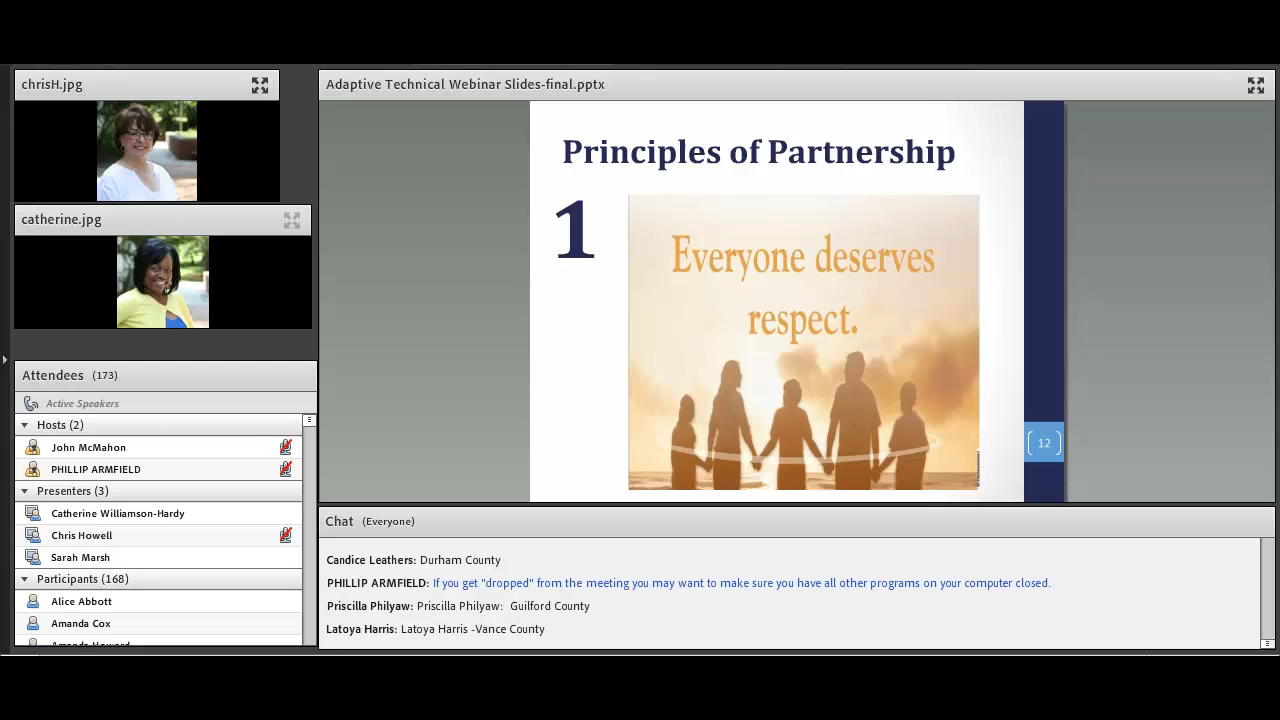 chrisH.jpg
catherine.jpg
Attendees (173)
Active Speakers
Hosts (2)
John McMahon
PHILLIP ARMFIELD
Presenters (3)
Catherine Williamson-Hardy
Chris Howell
Sarah Marsh
Participants (168)
Alice Abbott
Amanda Cox
Amanda Howard
Adaptive Technical Webinar Slides-final.pptx
Principles of Partnership
1
Everyone deserves
respect.
12
Chat (Everyone)
Candice Leathers: Durham County
PHILLIP ARMFIELD: If you get "dropped" from the meeting you may want to make sure you have all other programs on your computer closed.
Priscilla Philyaw: Priscilla Philyaw: Guilford County
Latoya Harris: Latoya Harris -Vance County